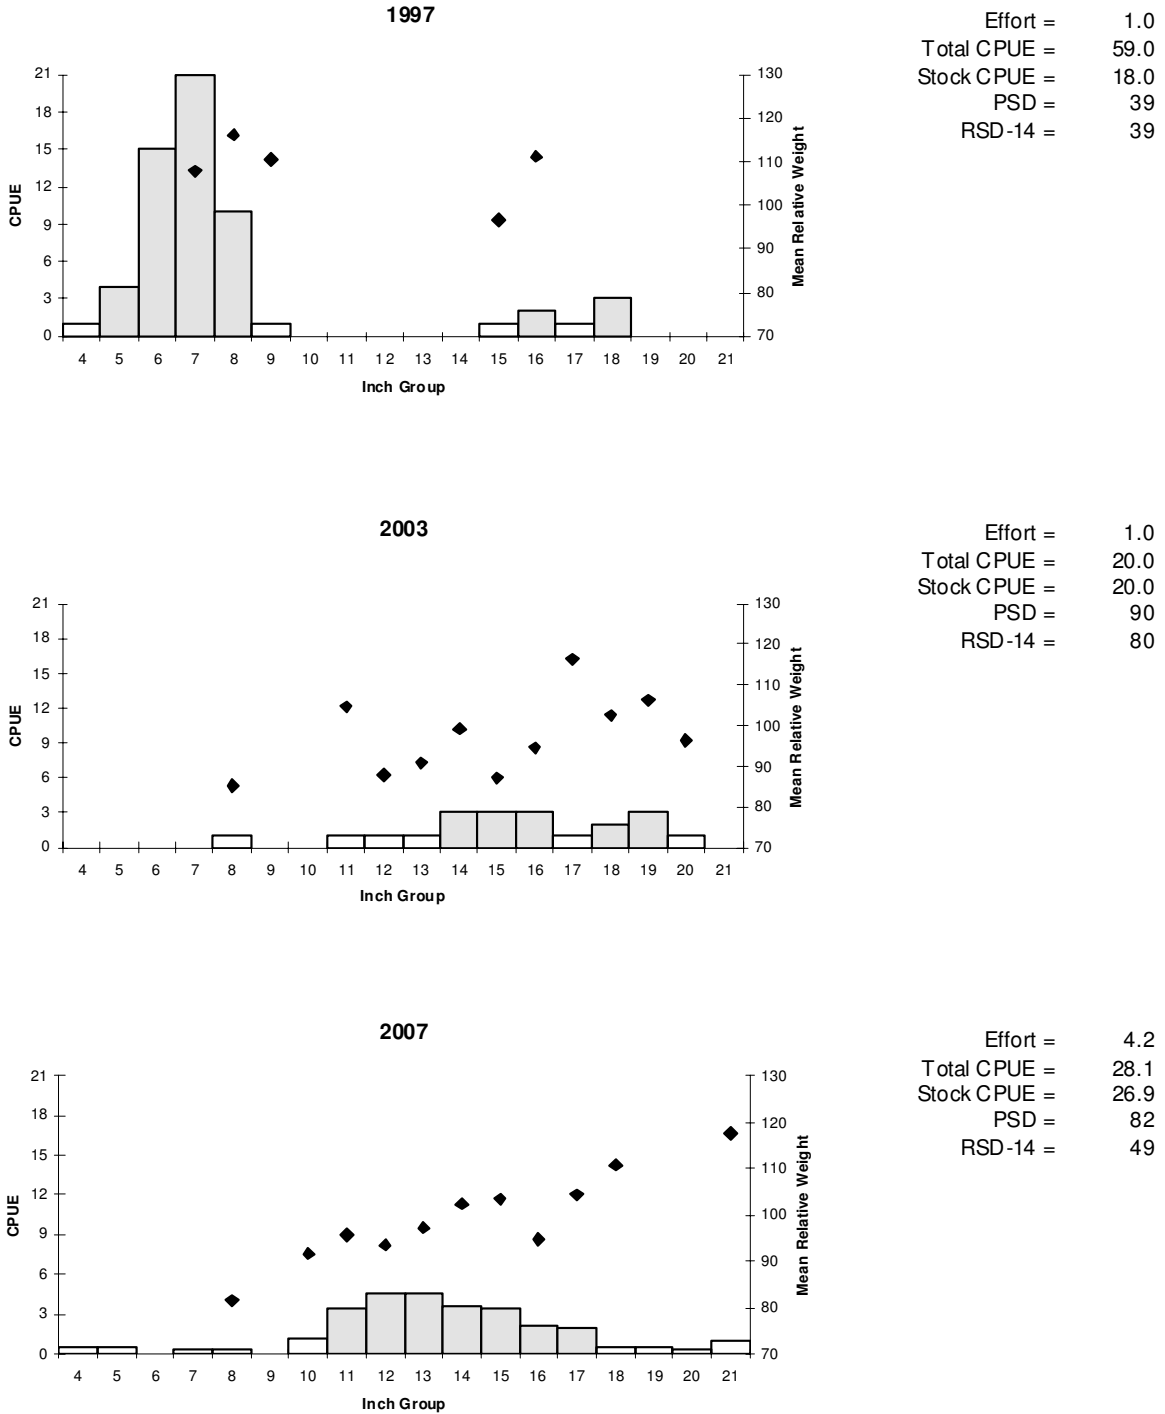 1997
Effort = 1.0
Total CPUE = 59.0
Stock CPUE = 18.0
PSD = 39
RSD-14 = 39
21
18
15
12
9
6
3
0
CPUE
130
120
110
100
90
80
70
Mean Relative Weight
4 5 6 7 8 9 10 11 12 13 14 15 16 17 18 19 20 21
Inch Group
2003
Effort = 1.0
Total CPUE = 20.0
Stock CPUE = 20.0
PSD = 90
RSD-14 = 80
21
18
15
12
9
6
3
0
CPUE
130
120
110
100
90
80
70
Mean Relative Weight
4 5 6 7 8 9 10 11 12 13 14 15 16 17 18 19 20 21
Inch Group
2007
Effort = 4.2
Total CPUE = 28.1
Stock CPUE = 26.9
PSD = 82
RSD-14 = 49
21
18
15
12
9
6
3
0
CPUE
130
120
110
100
90
80
70
Mean Relative Weight
4 5 6 7 8 9 10 11 12 13 14 15 16 17 18 19 20 21
Inch Group